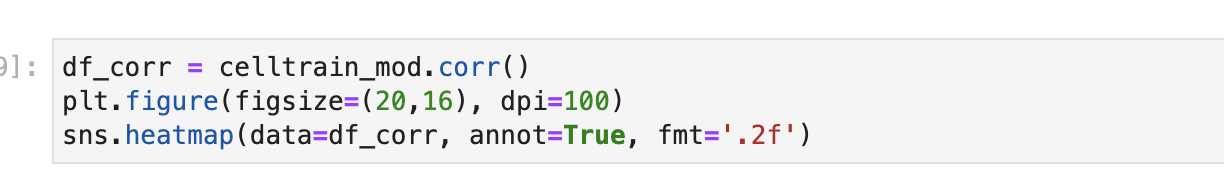 9]:
df_corr = celltrain_mod.corr()
plt.figure(figsize=(20,16), dpi=100)
sns.heatmap(data=df_corr, annot=True, fmt='.2f')